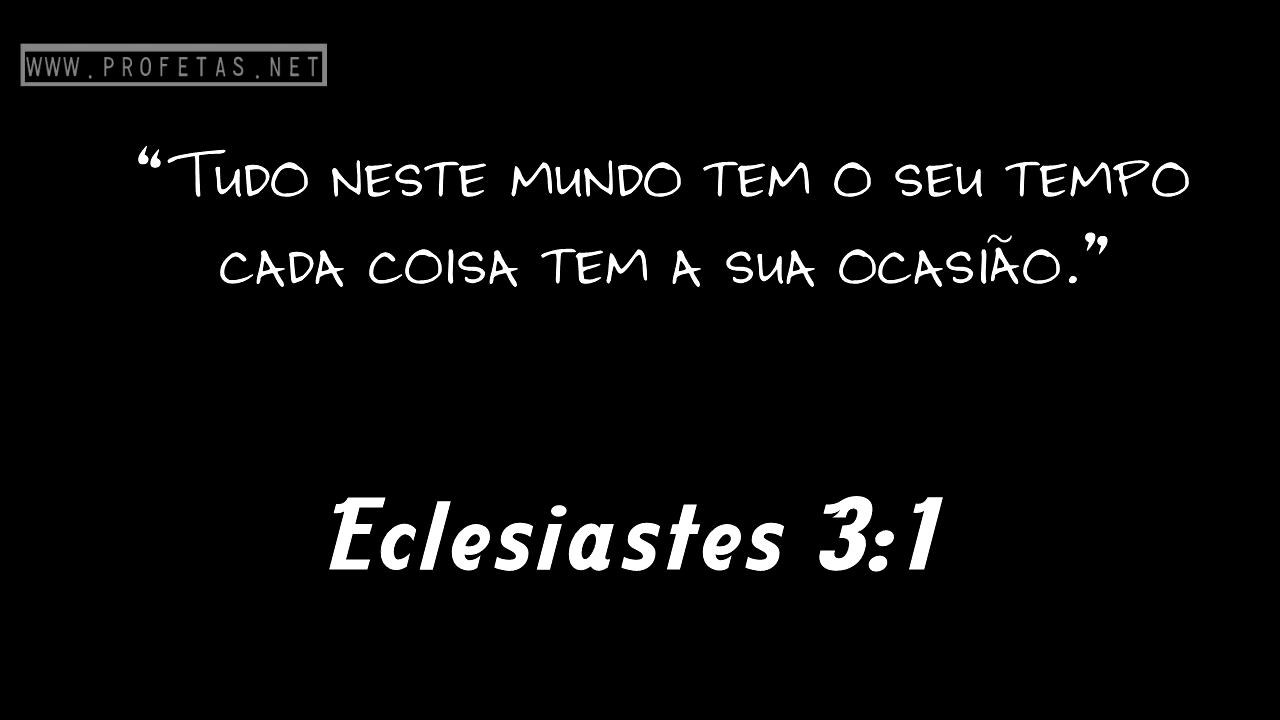 WWW.PROFETAS.NET
“TUDO NESTE MUNDO TEM O SEU TEMPO
CADA COISA TEM A SUA OCASIÃO.”
Eclesiastes 3:1